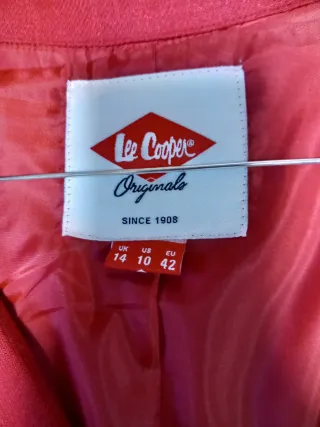 Lee Cooper®
Originals
SINCE 1908
UK US EU
14 10 42